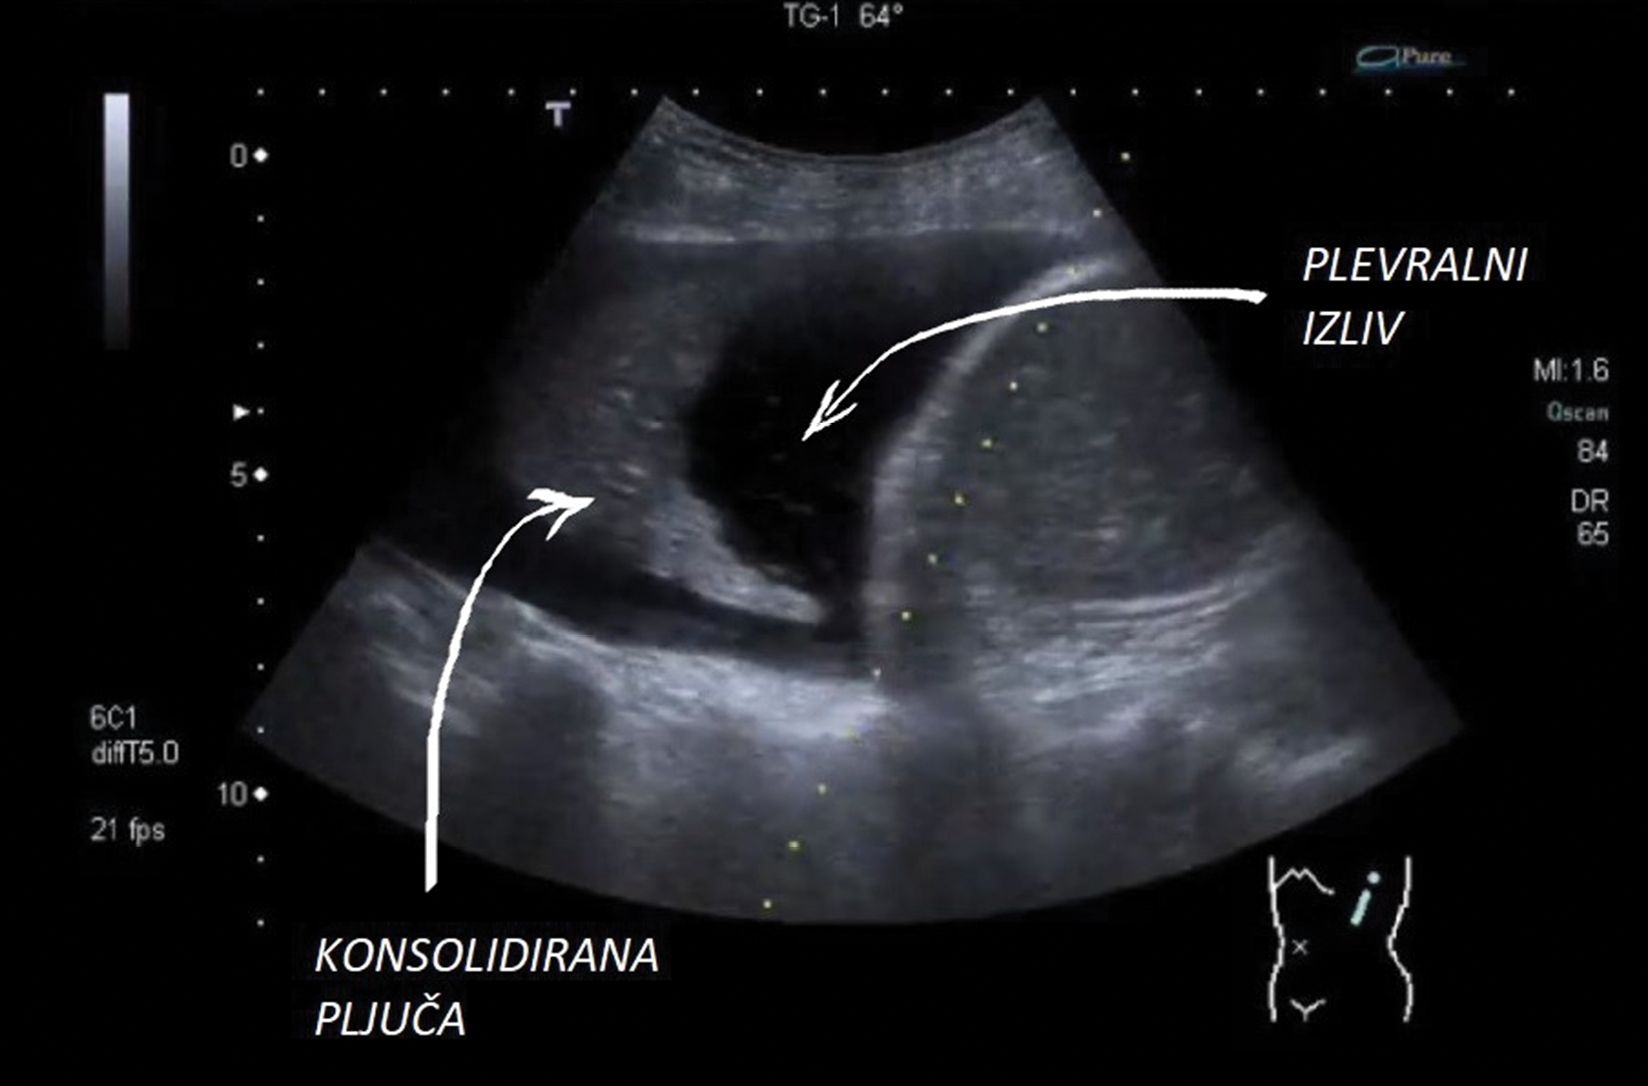 TG-1 64°
Pure
T
0
PLEVRALNI
IZLIV
MI:1.6
Qscan
84
DR
65
5
6C1
diffT5.0
10
21 fps
KONSOLIDIRANA
PLJUČA